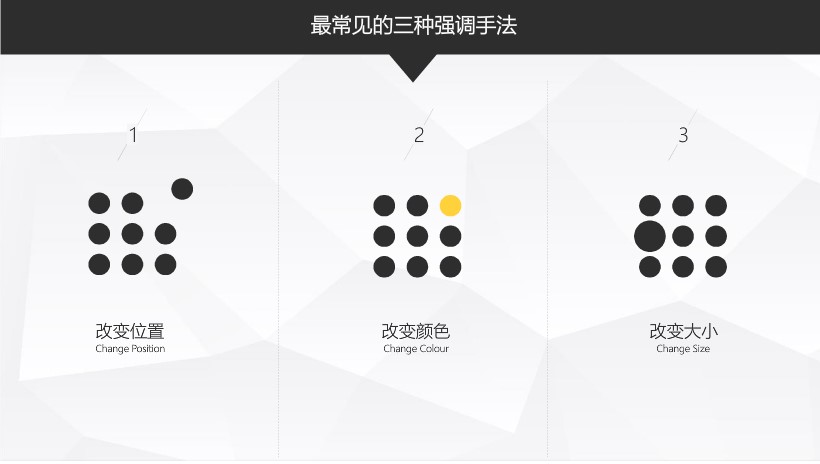 最常见的三种强调手法
1
2
3
改变位置
Change Position
改变颜色
Change Colour
改变大小
Change Size